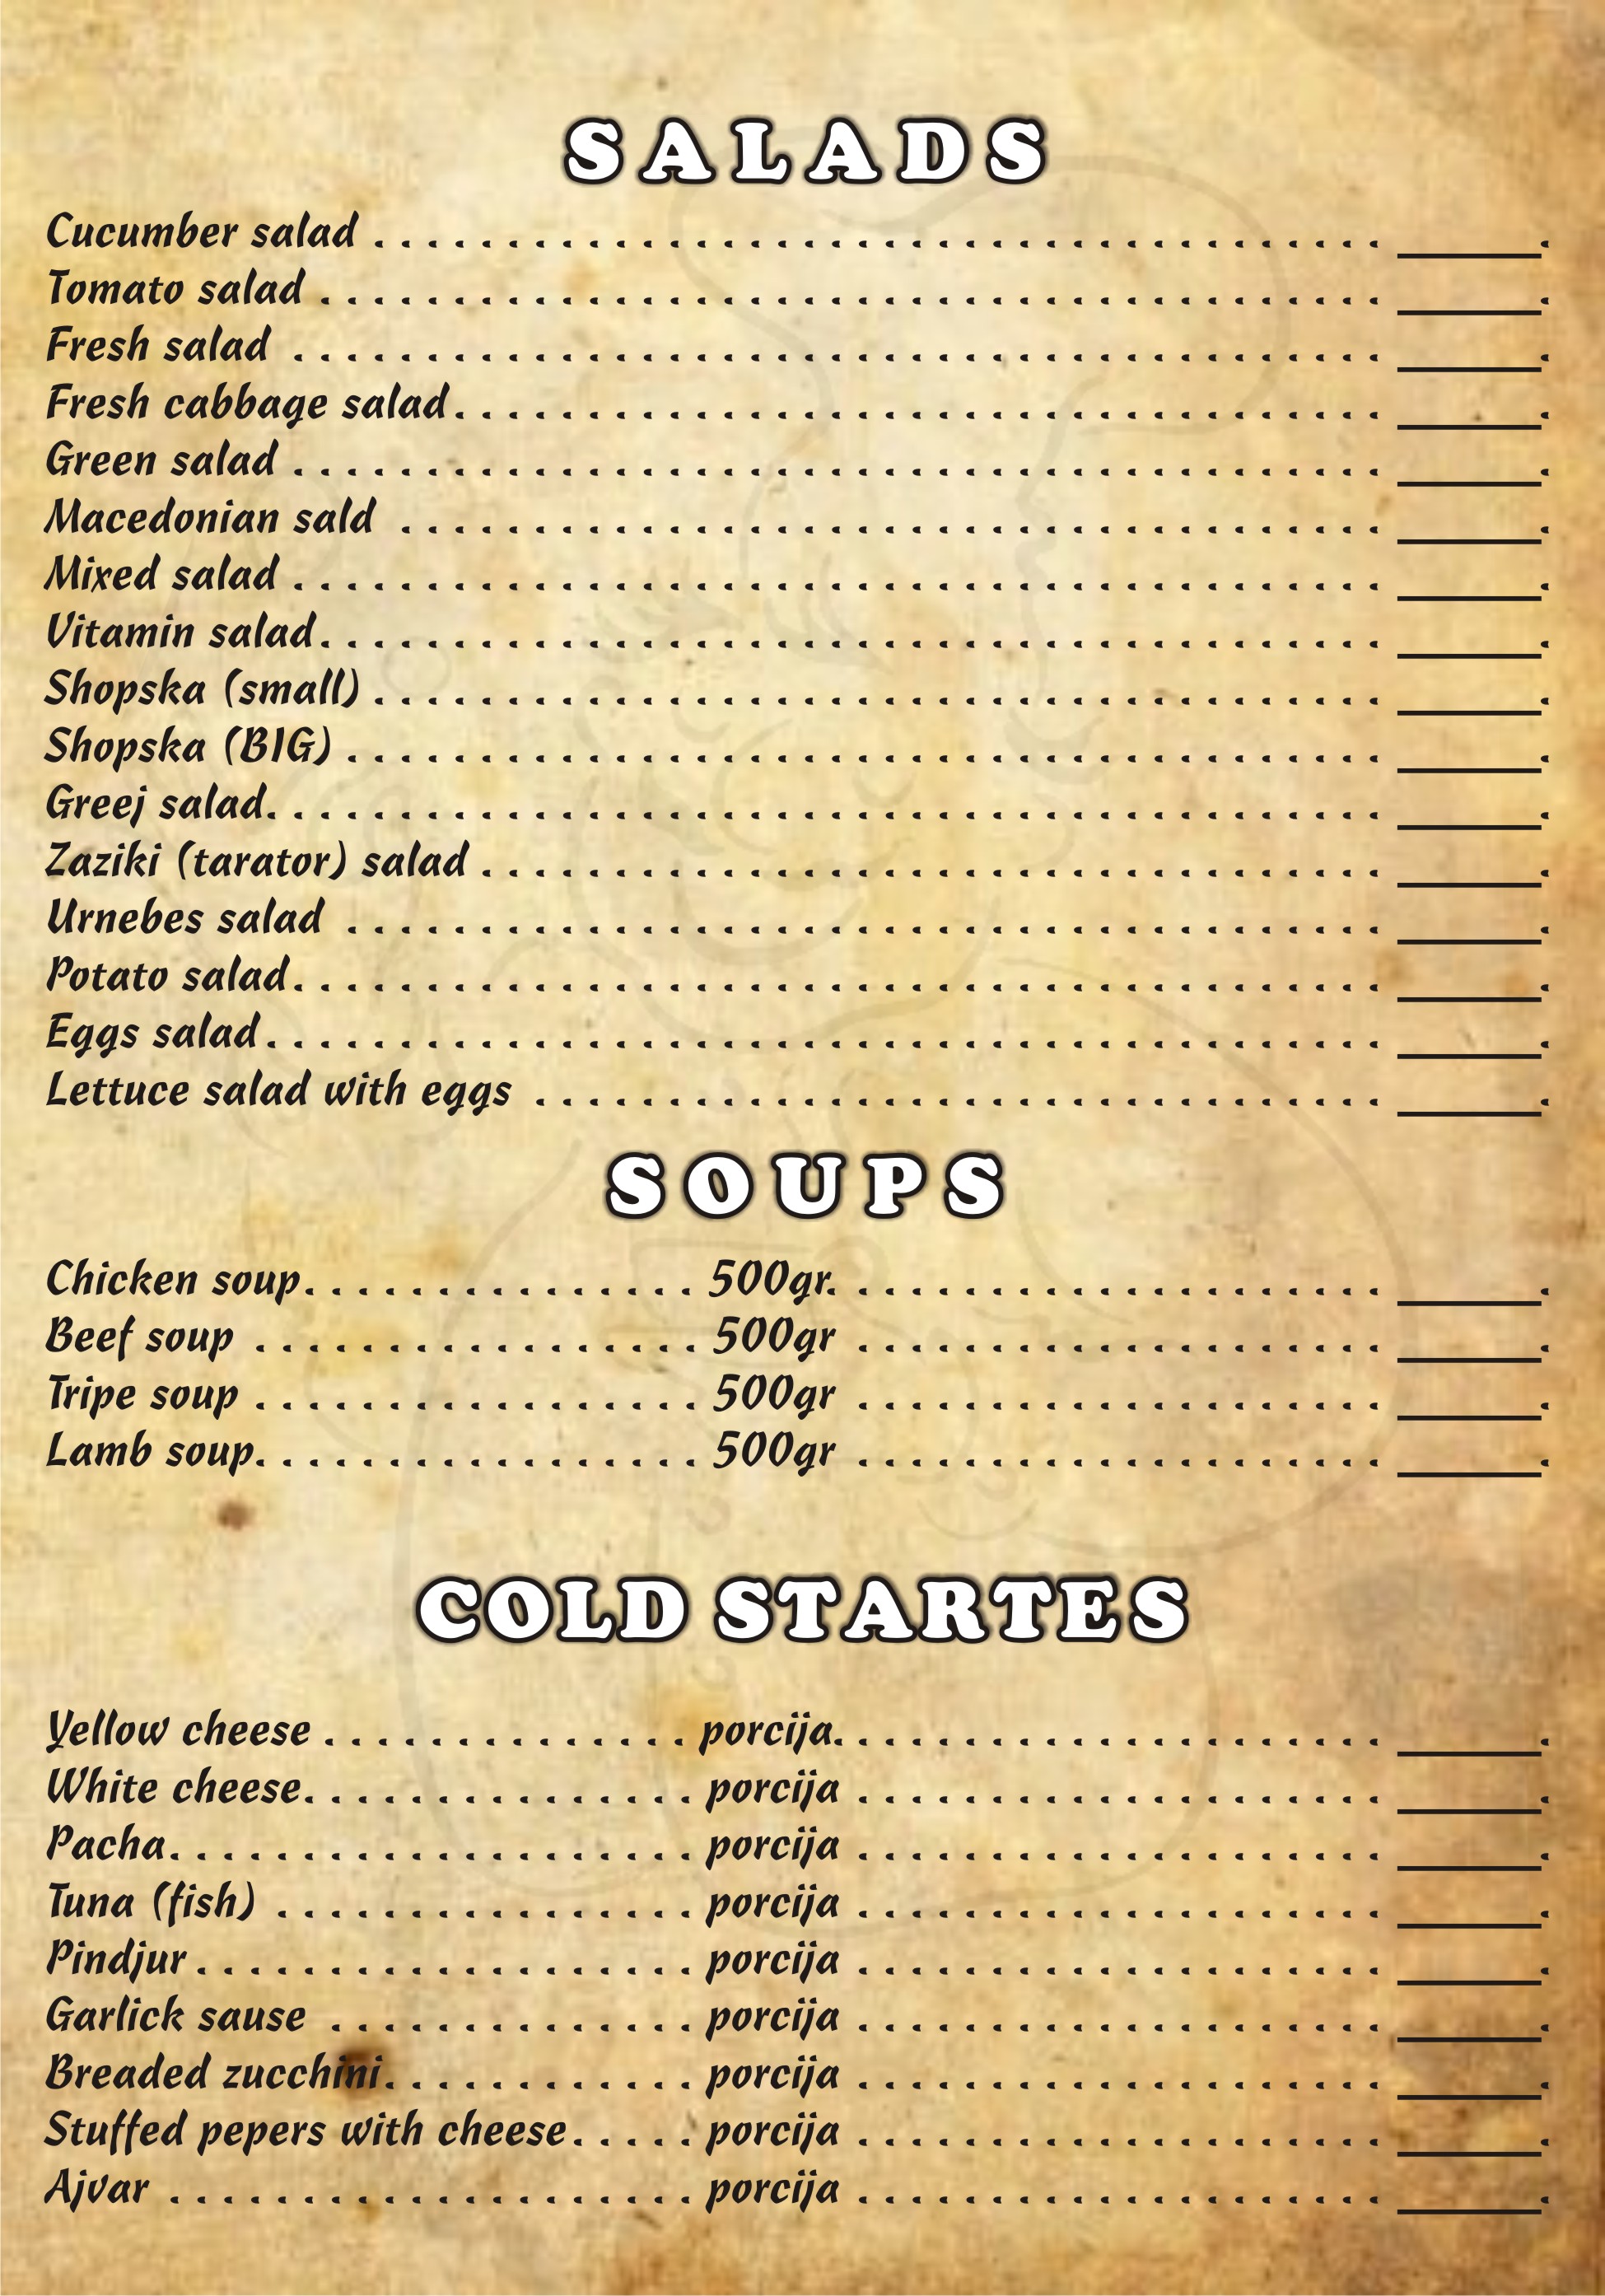 SALADS
Cucumber salad . . . . . . . . . . . . . . . . . . . . . . . . . . . . . . . . . . . . . . ______.
Tomato salad . . . . . . . . . . . . . . . . . . . . . . . . . . . . . . . . . . . . . . . . ______.
Fresh salad . . . . . . . . . . . . . . . . . . . . . . . . . . . . . . . . . . . . . . . . . ______.
Fresh cabbage salad. . . . . . . . . . . . . . . . . . . . . . . . . . . . . . . . . . . ______.
Green salad . . . . . . . . . . . . . . . . . . . . . . . . . . . . . . . . . . . . . . . . . ______.
Macedonian sald . . . . . . . . . . . . . . . . . . . . . . . . . . . . . . . . . . . . . ______.
Mixed salad . . . . . . . . . . . . . . . . . . . . . . . . . . . . . . . . . . . . . . . . . ______.
Vitamin salad. . . . . . . . . . . . . . . . . . . . . . . . . . . . . . . . . . . . . . . . ______.
Shopska (small) . . . . . . . . . . . . . . . . . . . . . . . . . . . . . . . . . . . . . . ______.
Shopska (BIG) . . . . . . . . . . . . . . . . . . . . . . . . . . . . . . . . . . . . . . . ______.
Greej salad. . . . . . . . . . . . . . . . . . . . . . . . . . . . . . . . . . . . . . . . . . ______.
Zaziki (tarator) salad . . . . . . . . . . . . . . . . . . . . . . . . . . . . . . . . . . ______.
Urnebes salad . . . . . . . . . . . . . . . . . . . . . . . . . . . . . . . . . . . . . . . ______.
Potato salad. . . . . . . . . . . . . . . . . . . . . . . . . . . . . . . . . . . . . . . . . ______.
Eggs salad. . . . . . . . . . . . . . . . . . . . . . . . . . . . . . . . . . . . . . . . . . ______.
Lettuce salad with eggs . . . . . . . . . . . . . . . . . . . . . . . . . . . . . . . . ______.
SOUPS
Chicken soup. . . . . . . . . . . . . . . 500gr. . . . . . . . . . . . . . . . . . . . . ______.
Beef soup . . . . . . . . . . . . . . . . . 500gr . . . . . . . . . . . . . . . . . . . . ______.
Tripe soup . . . . . . . . . . . . . . . . . 500gr . . . . . . . . . . . . . . . . . . . . ______.
Lamb soup. . . . . . . . . . . . . . . . . 500gr . . . . . . . . . . . . . . . . . . . . ______.
COLD STARTES
Yellow cheese . . . . . . . . . . . . . . porcija. . . . . . . . . . . . . . . . . . . . . ______.
White cheese. . . . . . . . . . . . . . . porcija . . . . . . . . . . . . . . . . . . . . ______.
Pacha. . . . . . . . . . . . . . . . . . . . porcija . . . . . . . . . . . . . . . . . . . . ______.
Tuna (fish) . . . . . . . . . . . . . . . . porcija . . . . . . . . . . . . . . . . . . . . ______.
Pindjur . . . . . . . . . . . . . . . . . . . porcija . . . . . . . . . . . . . . . . . . . . ______.
Garlick sause . . . . . . . . . . . . . . porcija . . . . . . . . . . . . . . . . . . . . ______.
Breaded zucchini. . . . . . . . . . . . porcija . . . . . . . . . . . . . . . . . . . . ______.
Stuffed pepers with cheese. . . . . porcija . . . . . . . . . . . . . . . . . . . . ______.
Ajvar . . . . . . . . . . . . . . . . . . . . porcija . . . . . . . . . . . . . . . . . . . . ______.